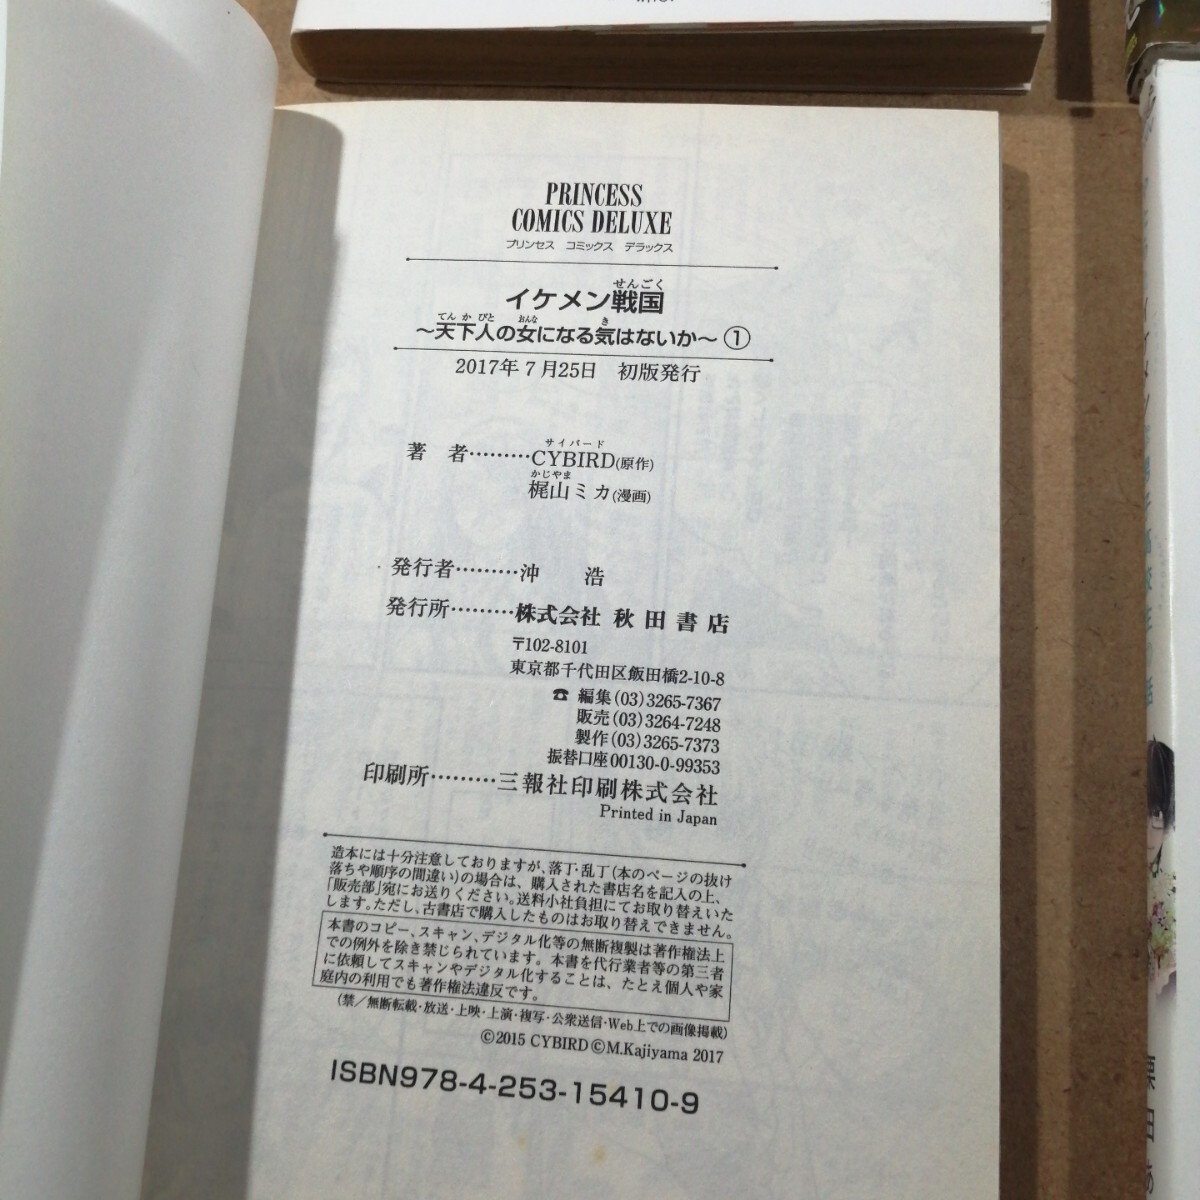 PRINCESS
COMICS DELUXE
プリンセス コミックス デラックス
せんごく
イケメン戦国
てんかびと おんな き
～天下人の女になる気はないか～ ①
2017年7月25日 初版発行
サイバード
著 者………CYBIRD(原作)
かじやま
梶山ミカ(漫画)
発行者………沖 浩
発行所………株式会社 秋田書店
〒102-8101
東京都千代田区飯田橋2-10-8
☎ 編集(03)3265-7367
販売(03)3264-7248
製作(03)3265-7373
振替口座00130-0-99353
印刷所………三報社印刷株式会社
Printed in Japan
造本には十分注意しておりますが、落丁・乱丁(本のページの抜け
落ちや順序の間違い)の場合は、購入された書店名を記入の上、
「販売部」宛にお送りください。送料小社負担にてお取り替えいた
します。ただし、古書店で購入したものはお取り替えできません。
本書のコピー、スキャン、デジタル化等の無断複製は著作権法上
での例外を除き禁じられています。本書を代行業者等の第三者
に依頼してスキャンやデジタル化することは、たとえ個人や家
庭内の利用でも著作権法違反です。
(禁／無断転載・放送・上映・上演・複写・公衆送信・Web上での画像掲載)
©2015 CYBIRD©M.Kajiyama 2017
ISBN978-4-253-15410-9
栗田あ